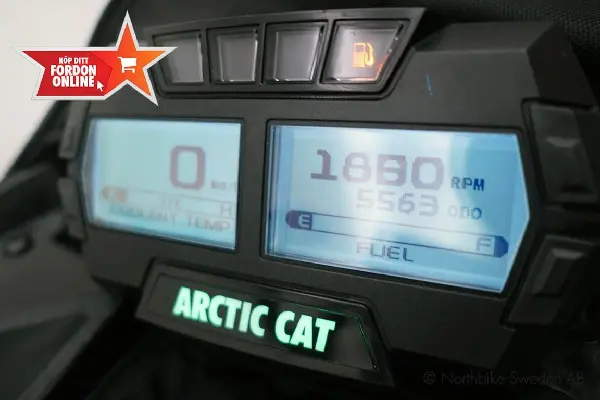 KÖP DITT
FORDON
ONLINE
0
H
COOLANT TEMP
1880 RPM
5563 ODO
E F
FUEL
ARCTIC CAT
© Northbike Sweden AB